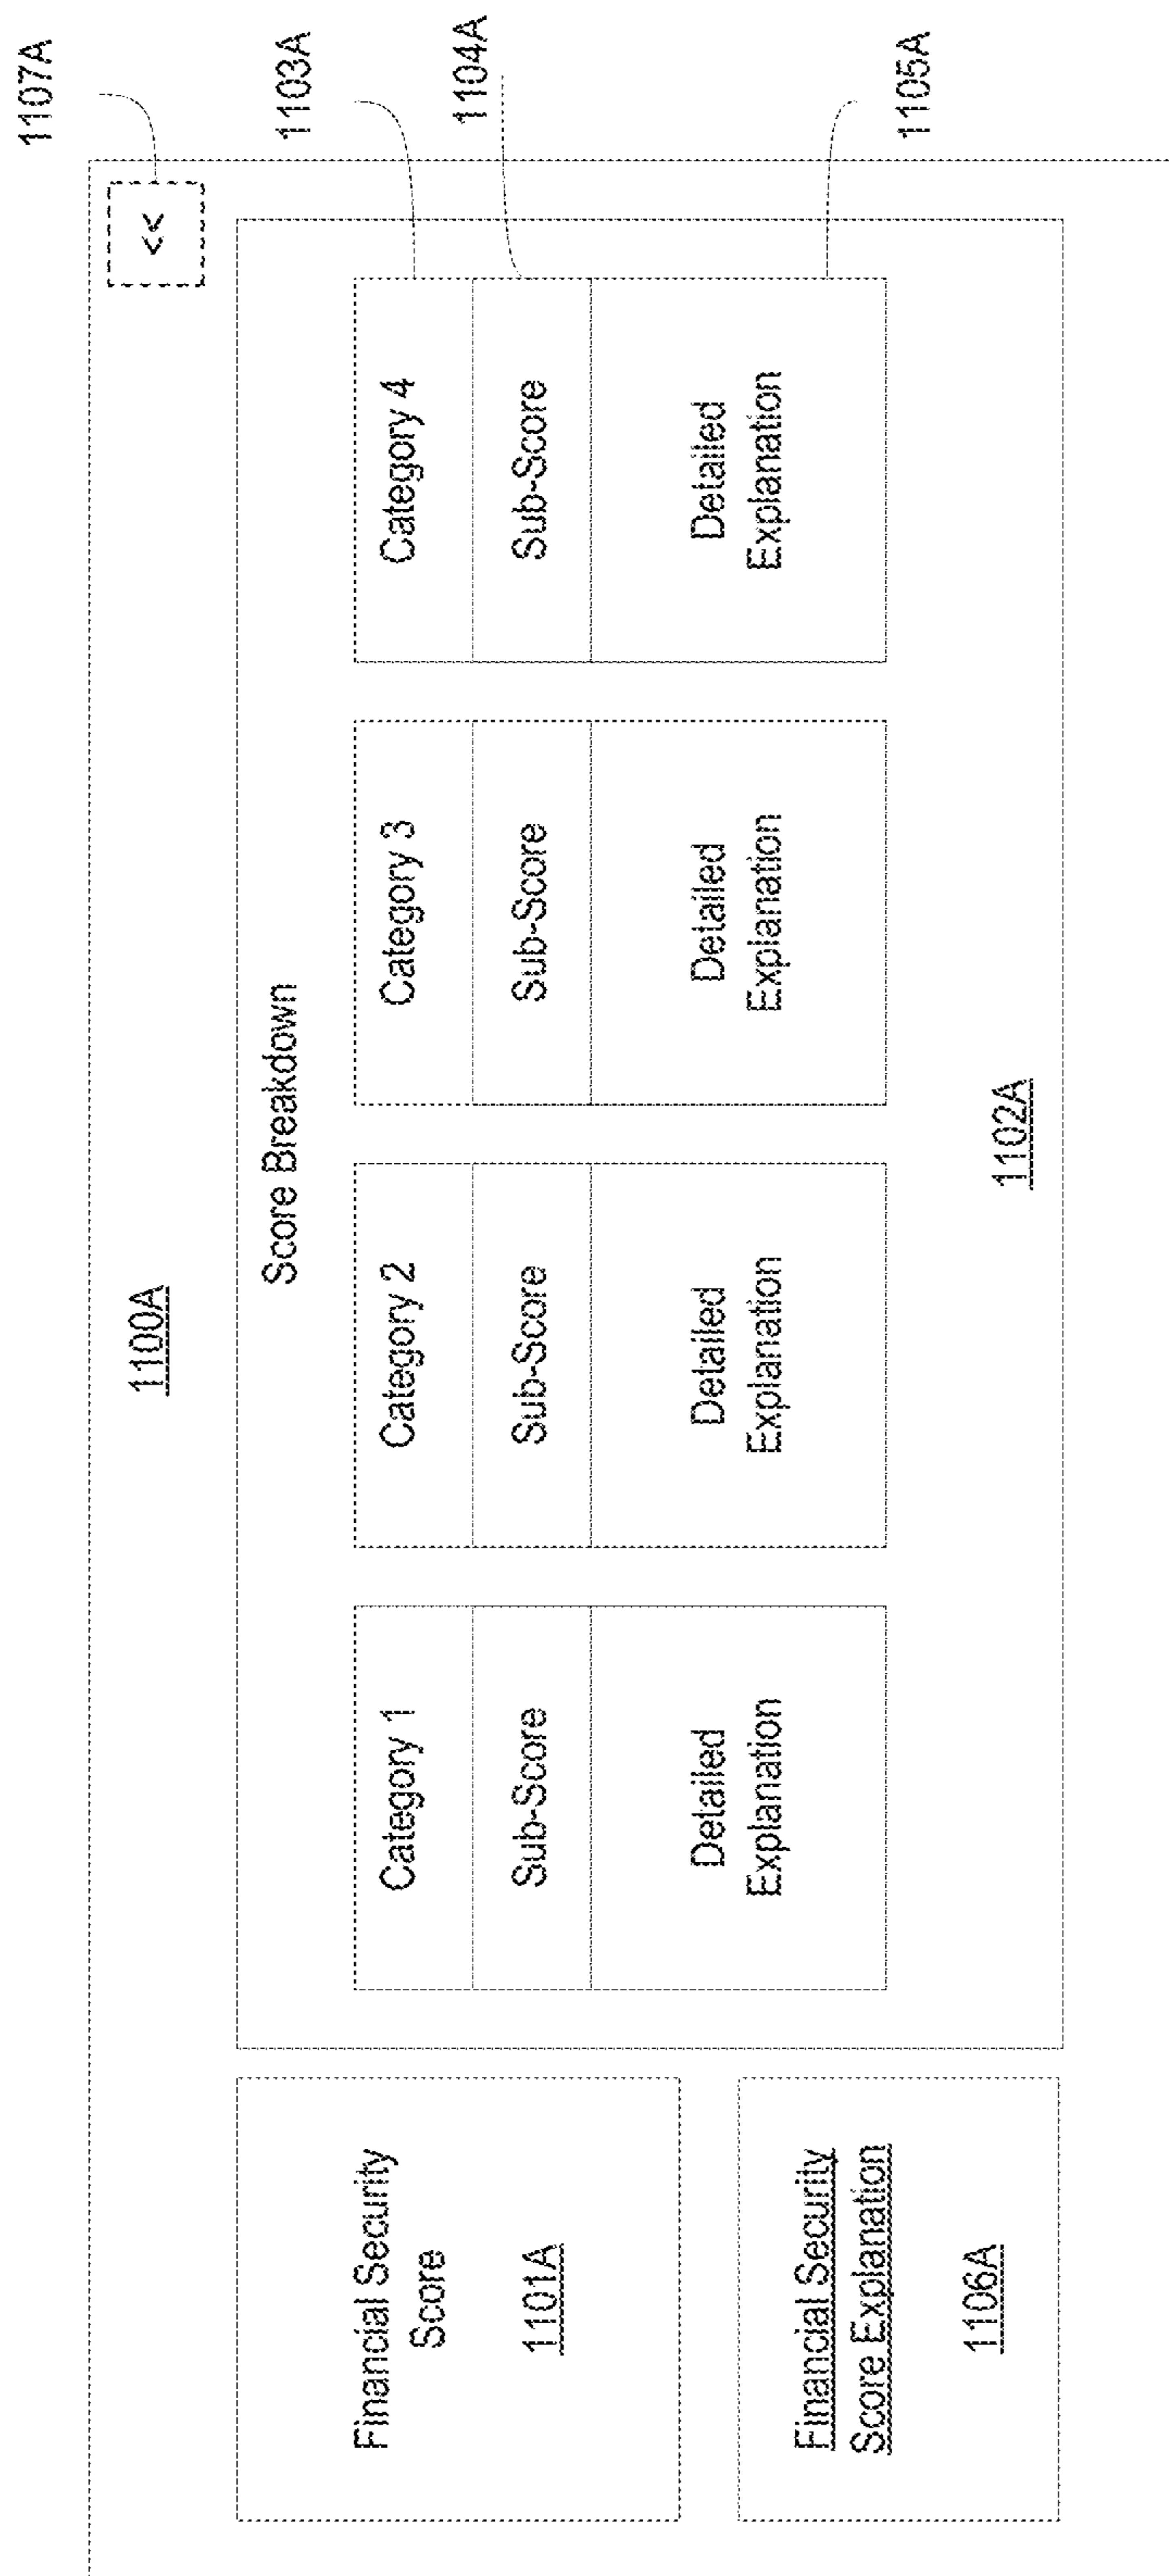 1100A
<<
1107A
Financial Security
Score
1101A
Financial Security
Score Explanation
1106A
Score Breakdown
Category 1
Sub-Score
Detailed
Explanation
Category 2
Sub-Score
Detailed
Explanation
Category 3
Sub-Score
Detailed
Explanation
Category 4
Sub-Score
Detailed
Explanation
1103A
1104A
1105A
1102A